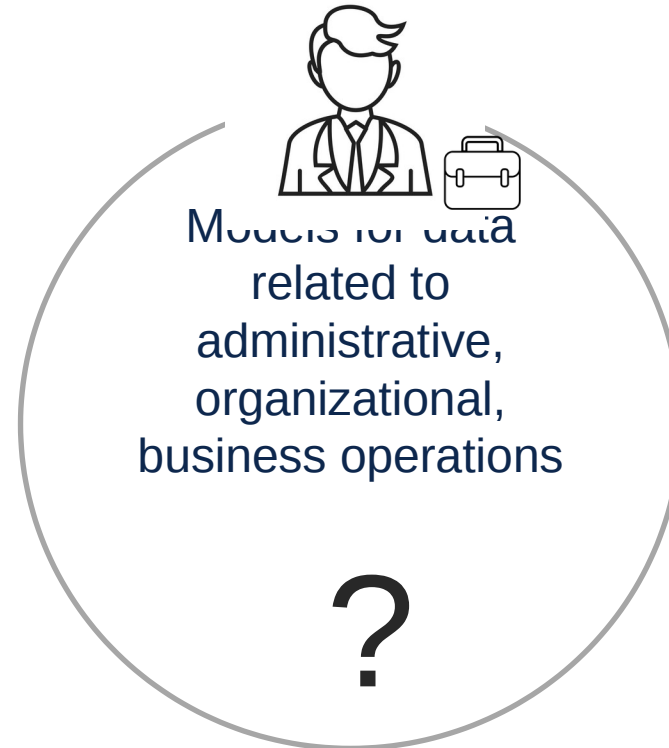 Models for data
related to
administrative,
organizational,
business operations
?